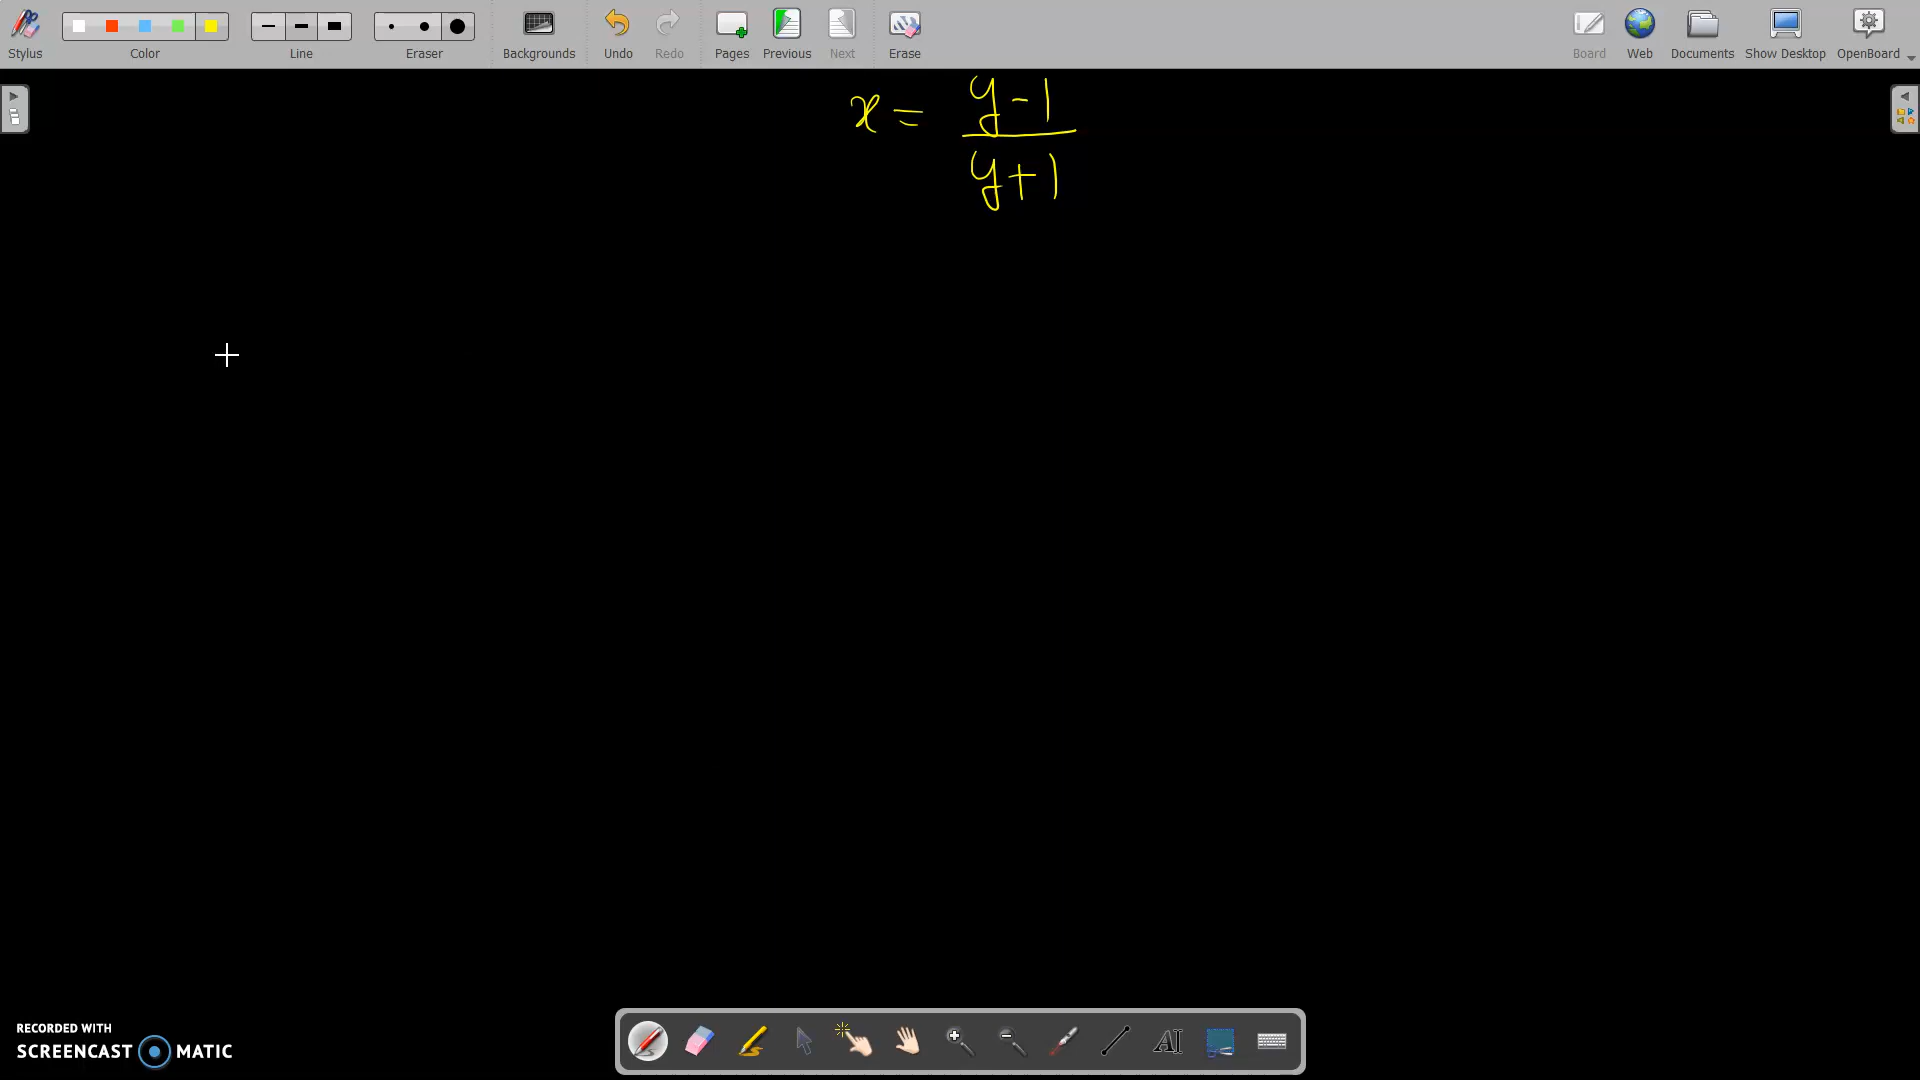 Stylus Color Line Eraser Backgrounds Undo Redo Pages Previous Next Erase Board Web Documents Show Desktop OpenBoard
x = (y - 1) / (y + 1)
AI
RECORDED WITH
SCREENCAST MATIC